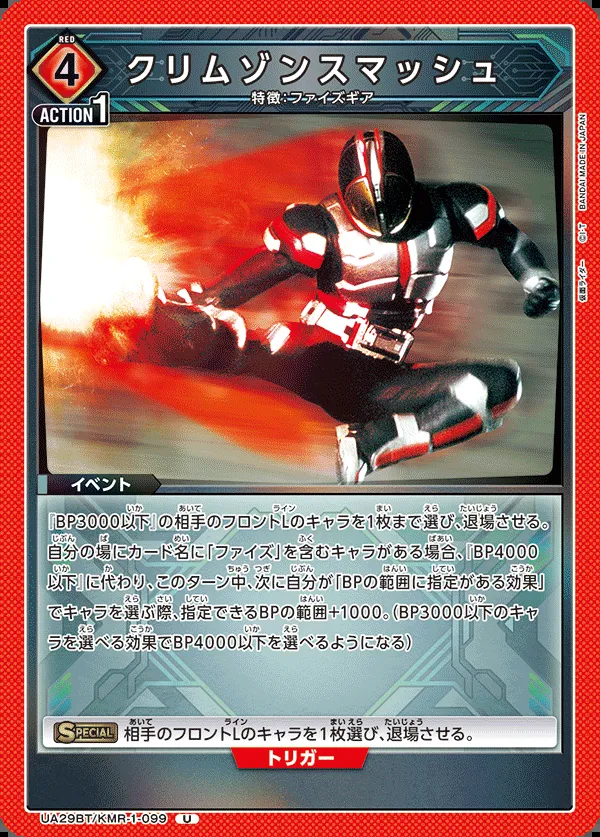 RED
4
クリムゾンスマッシュ
特徴:ファイズギア
ACTION1
BANDAI MADE IN JAPAN
仮面ライダー ©I・T
イベント
『BP3000以下』の相手のフロントLのキャラを1枚まで選び、退場させる。
自分の場にカード名に「ファイズ」を含むキャラがある場合、『BP4000
以下』に代わり、このターン中、次に自分が「BPの範囲に指定がある効果」
でキャラを選ぶ際、指定できるBPの範囲+1000。(BP3000以下のキャ
ラを選べる効果でBP4000以下を選べるようになる)
SPECIAL 相手のフロントLのキャラを1枚選び、退場させる。
トリガー
UA29BT/KMR-1-099 U